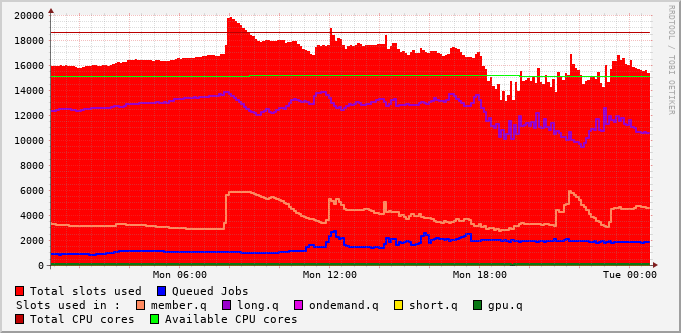 20000
18000
16000
14000
12000
10000
8000
6000
4000
2000
0
Mon 06:00 Mon 12:00 Mon 18:00 Tue 00:00
RRDTOOL / TOBI OETIKER
Total slots used Queued Jobs
Slots used in : member.q long.q ondemand.q short.q gpu.q
Total CPU cores Available CPU cores